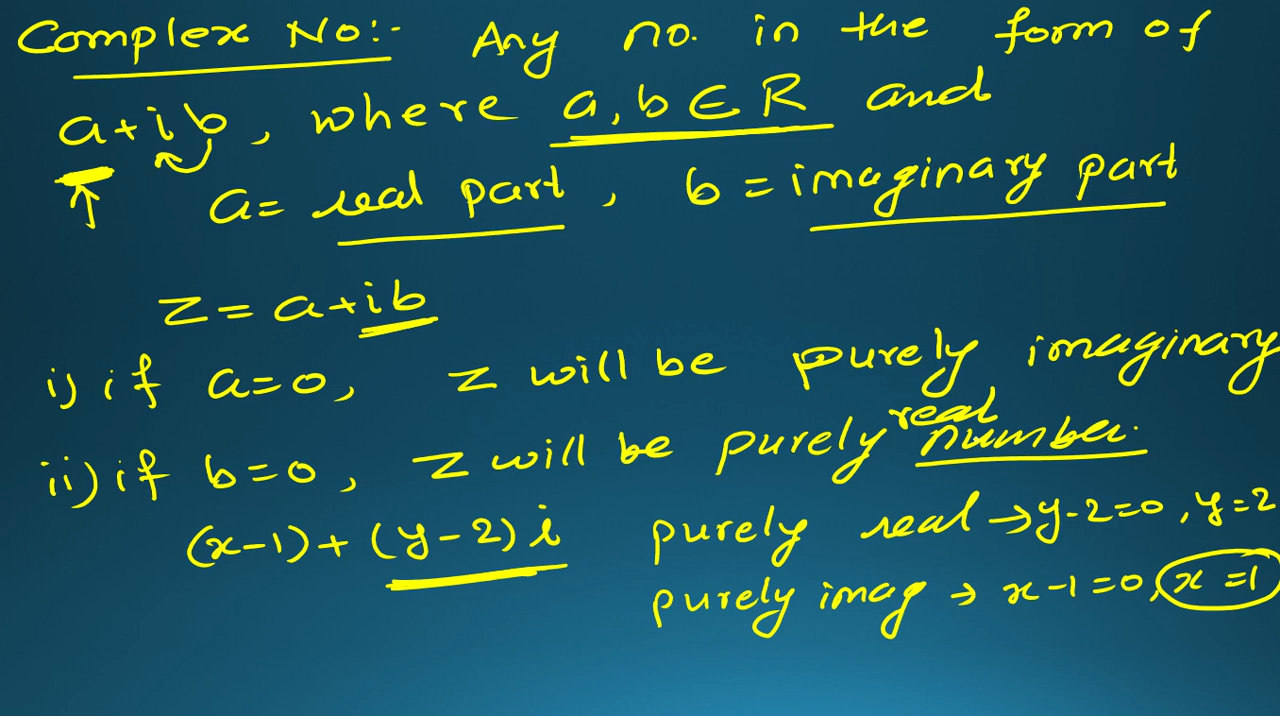 Complex No:- Any no. in the form of
a+ib, where a,b∈R and
a= real part, b=imaginary part
z=a+ib
i) if a=0, z will be purely imaginary
ii) if b=0, z will be purely real number.
(x-1)+(y-2)i purely real →y-2=0, y=2
purely imag → x-1=0, x=1